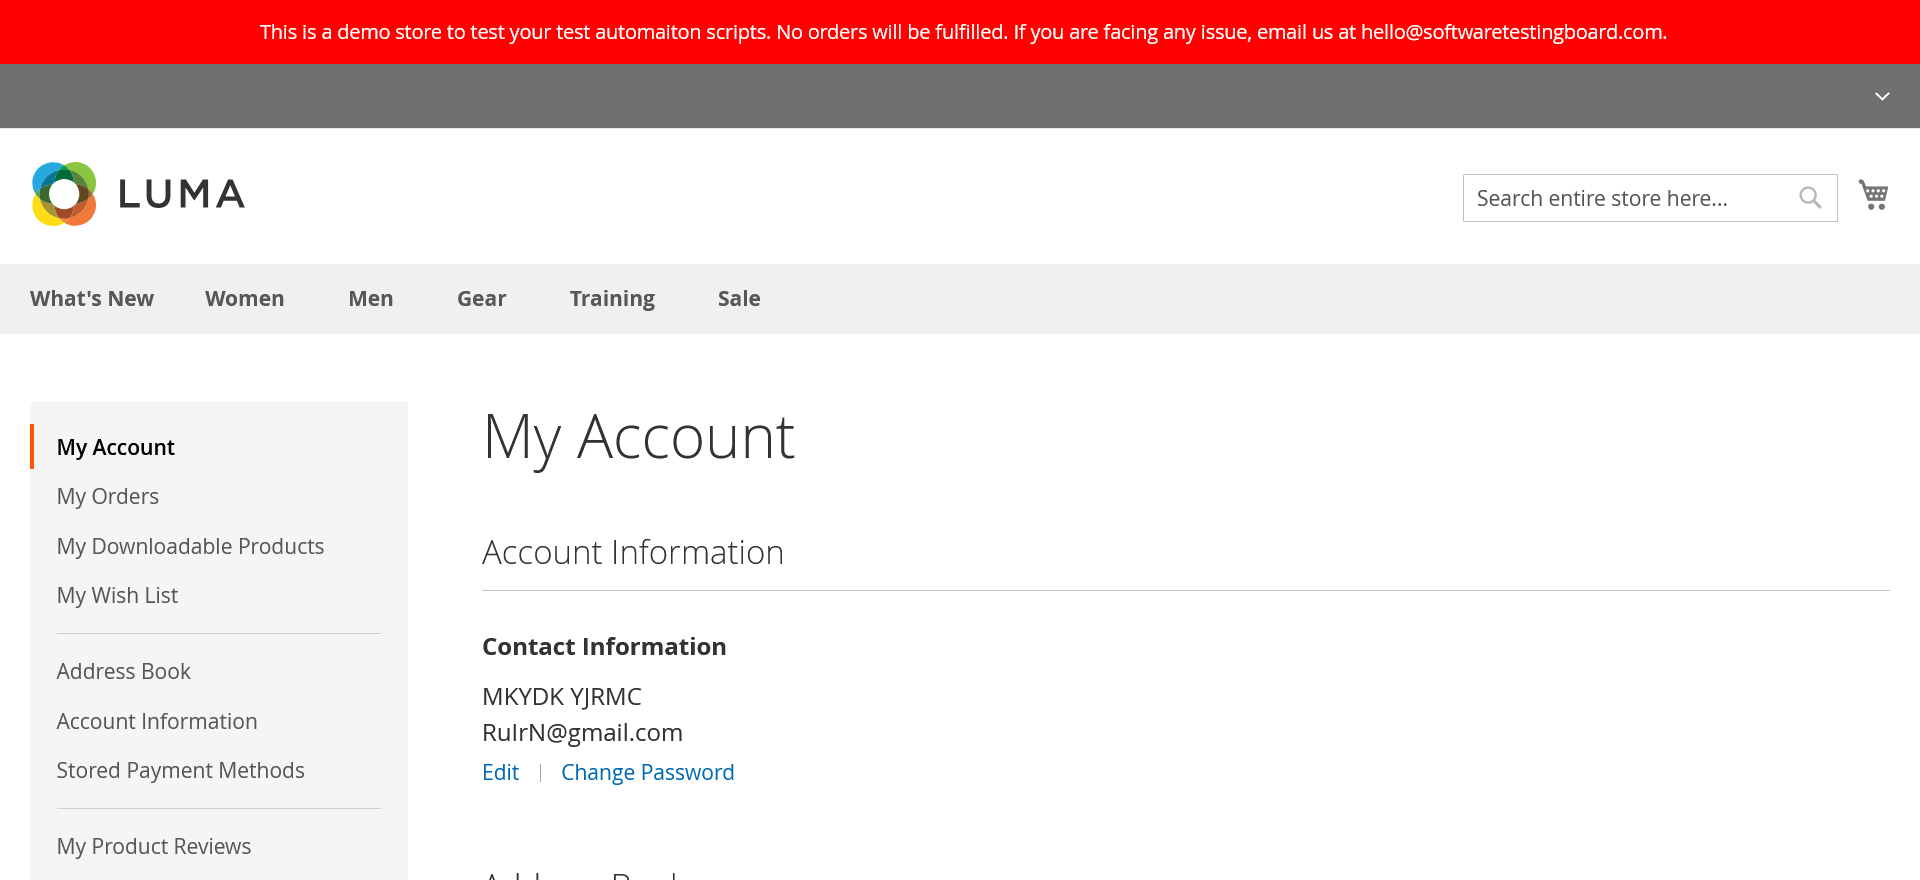 This is a demo store to test your test automaiton scripts. No orders will be fulfilled. If you are facing any issue, email us at hello@softwaretestingboard.com.
LUMA
Search entire store here...
What's New Women Men Gear Training Sale
My Account
My Orders
My Downloadable Products
My Wish List
Address Book
Account Information
Stored Payment Methods
My Product Reviews
My Account
Account Information
Contact Information
MKYDK YJRMC
RuIrN@gmail.com
Edit | Change Password